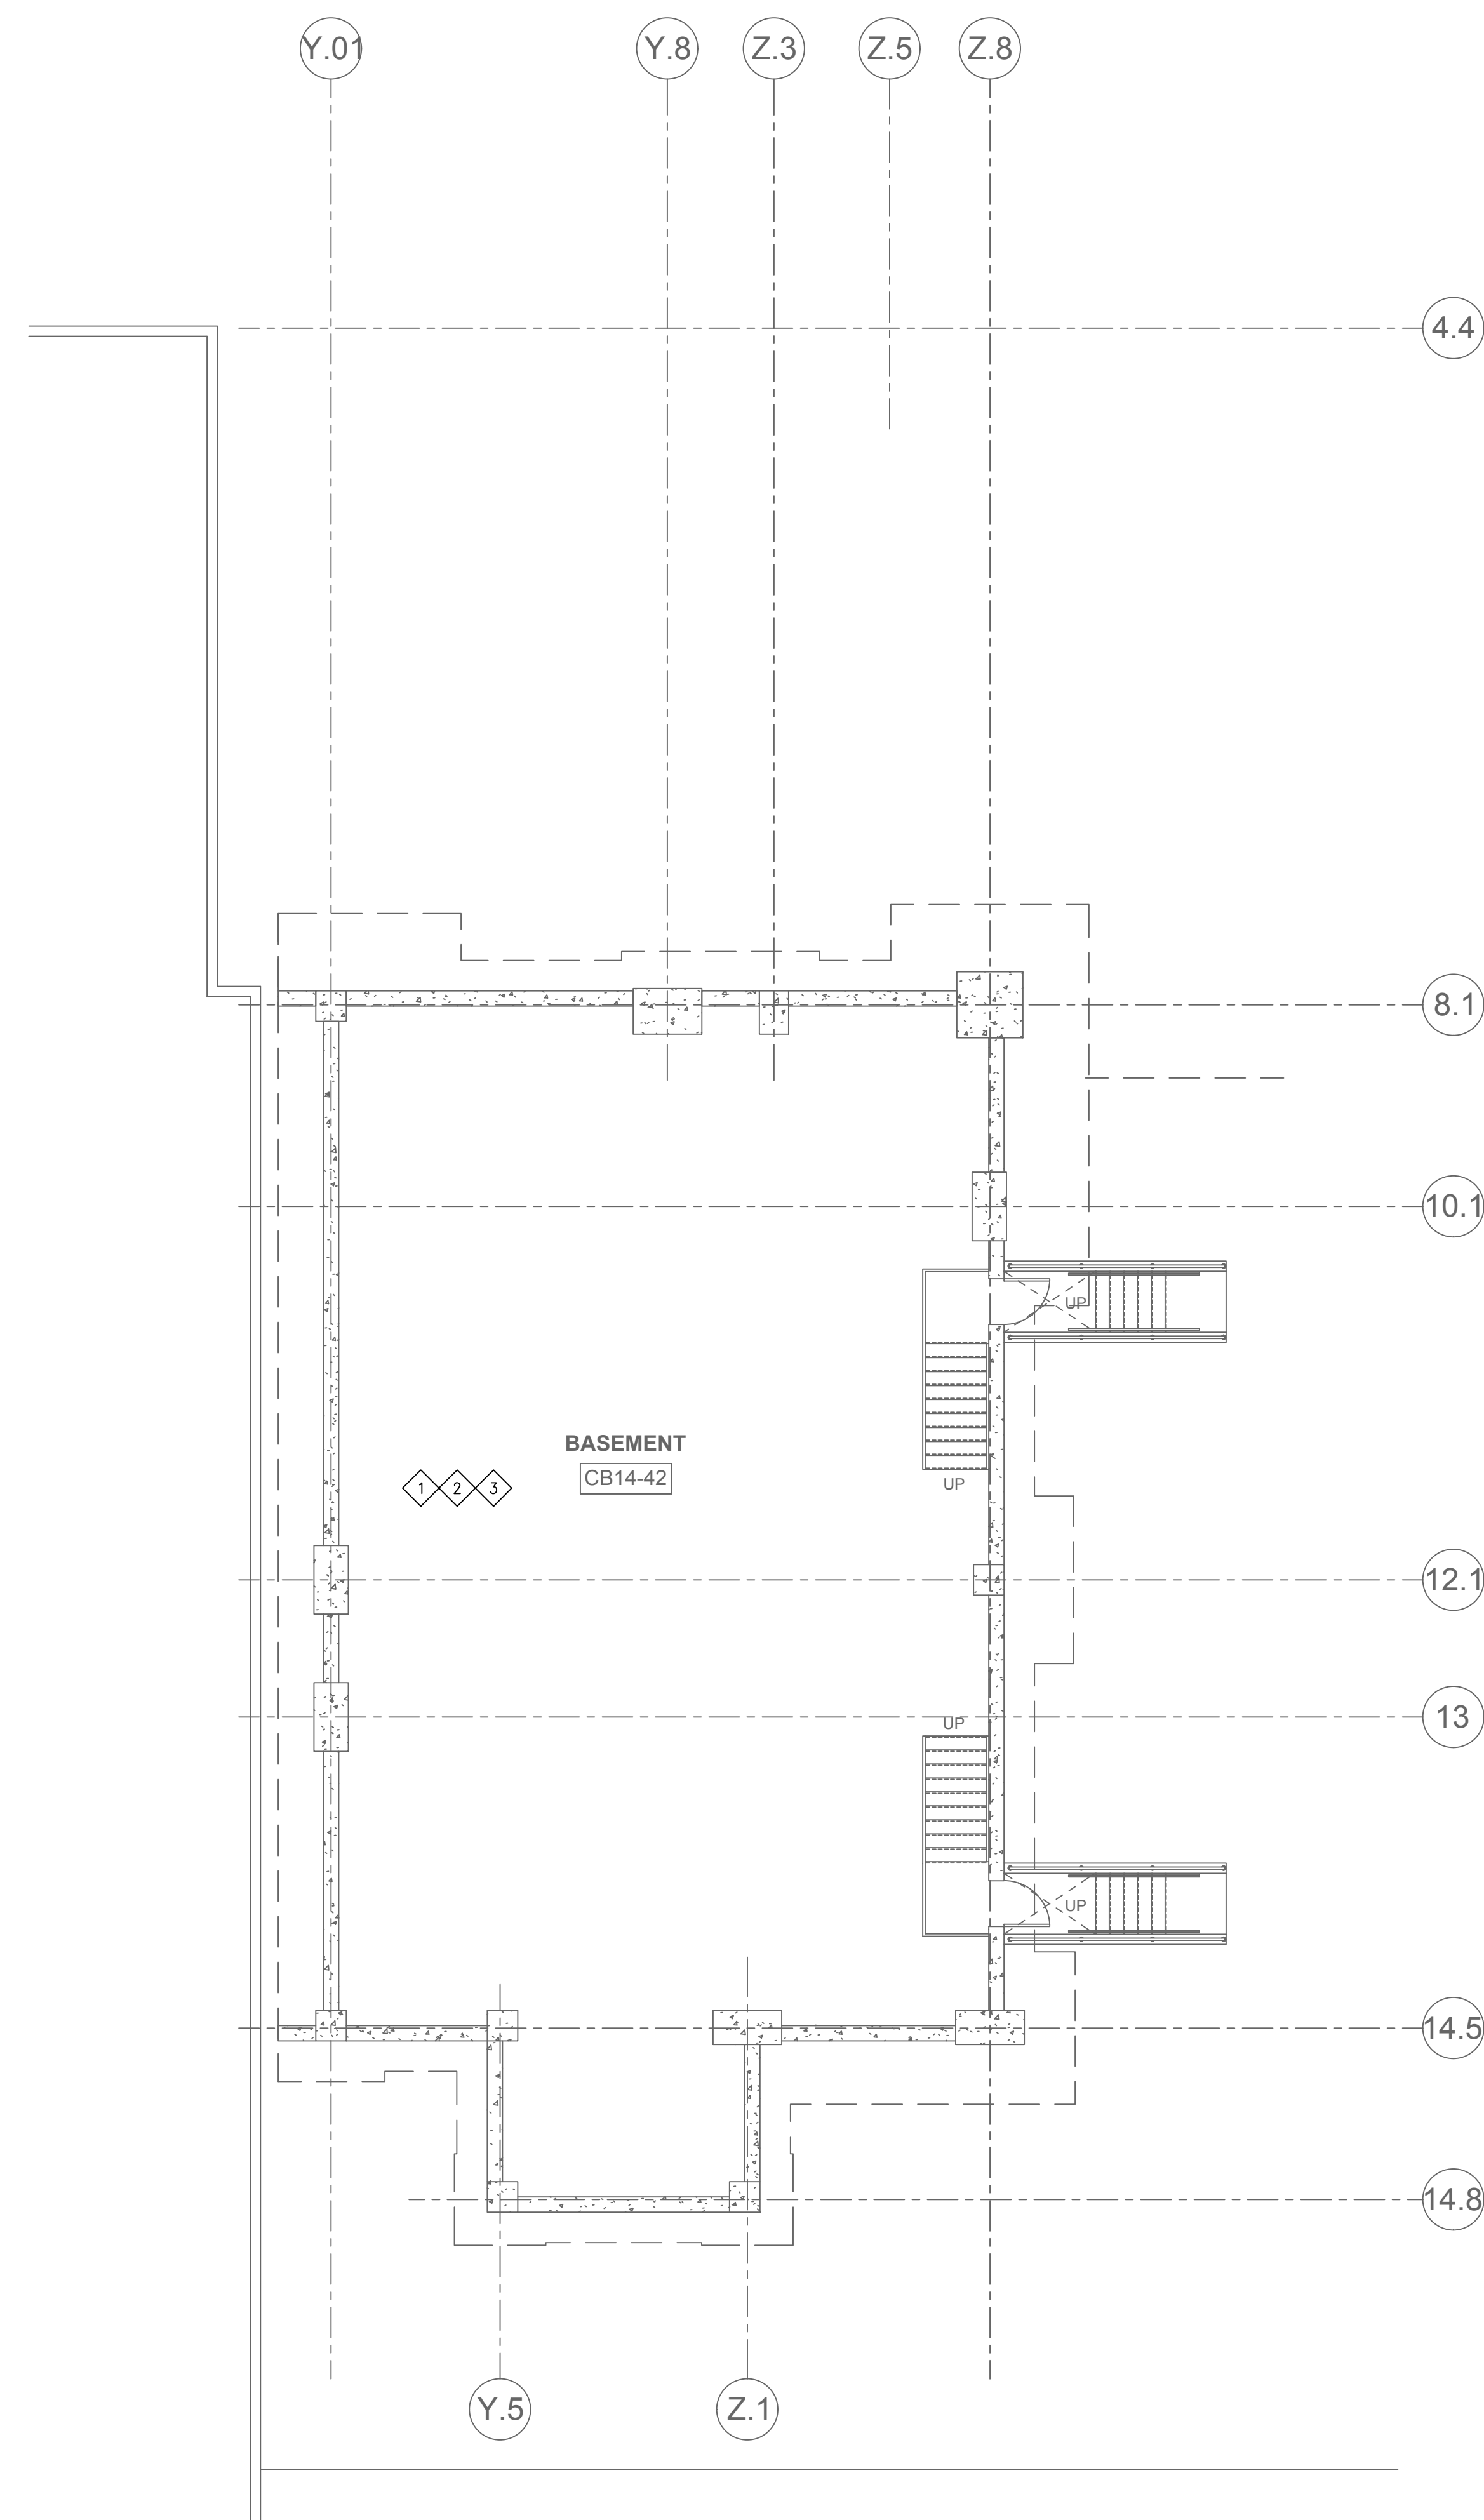 Y.01 Y.8 Z.3 Z.5 Z.8
4.4
8.1
10.1
UP
BASEMENT
CB14-42
1 2 3
UP
12.1
13
UP
UP
14.5
14.8
Y.5 Z.1